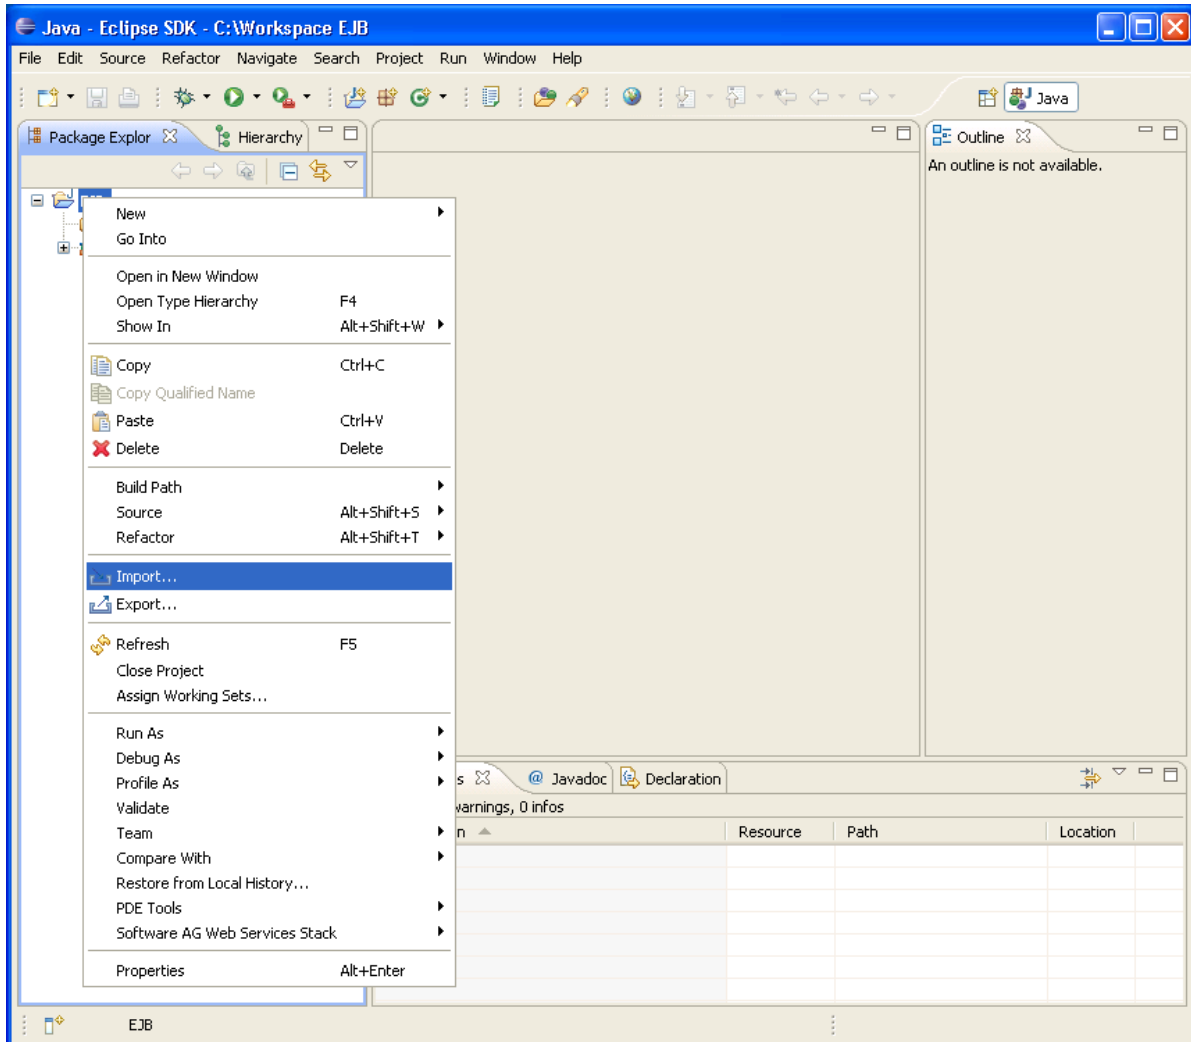 Java - Eclipse SDK - C:\Workspace EJB
File Edit Source Refactor Navigate Search Project Run Window Help
Java
Package Explor Hierarchy
Outline
An outline is not available.
New
Go Into
Open in New Window
Open Type Hierarchy F4
Show In Alt+Shift+W
Copy Ctrl+C
Copy Qualified Name
Paste Ctrl+V
Delete Delete
Build Path
Source Alt+Shift+S
Refactor Alt+Shift+T
Import...
Export...
Refresh F5
Close Project
Assign Working Sets...
Run As
Debug As
Profile As
Validate
Team
Compare With
Restore from Local History...
PDE Tools
Software AG Web Services Stack
Properties Alt+Enter
s @ Javadoc Declaration
warnings, 0 infos
n Resource Path Location
EJB